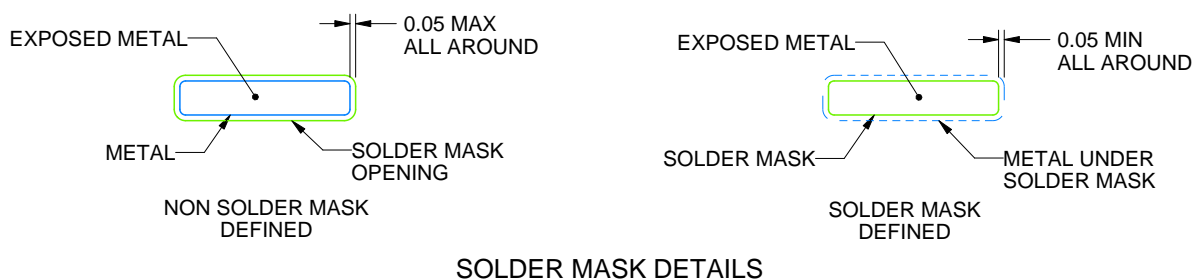 EXPOSED METAL
0.05 MAX
ALL AROUND
METAL
SOLDER MASK
OPENING
NON SOLDER MASK
DEFINED
EXPOSED METAL
0.05 MIN
ALL AROUND
SOLDER MASK
METAL UNDER
SOLDER MASK
SOLDER MASK
DEFINED
SOLDER MASK DETAILS